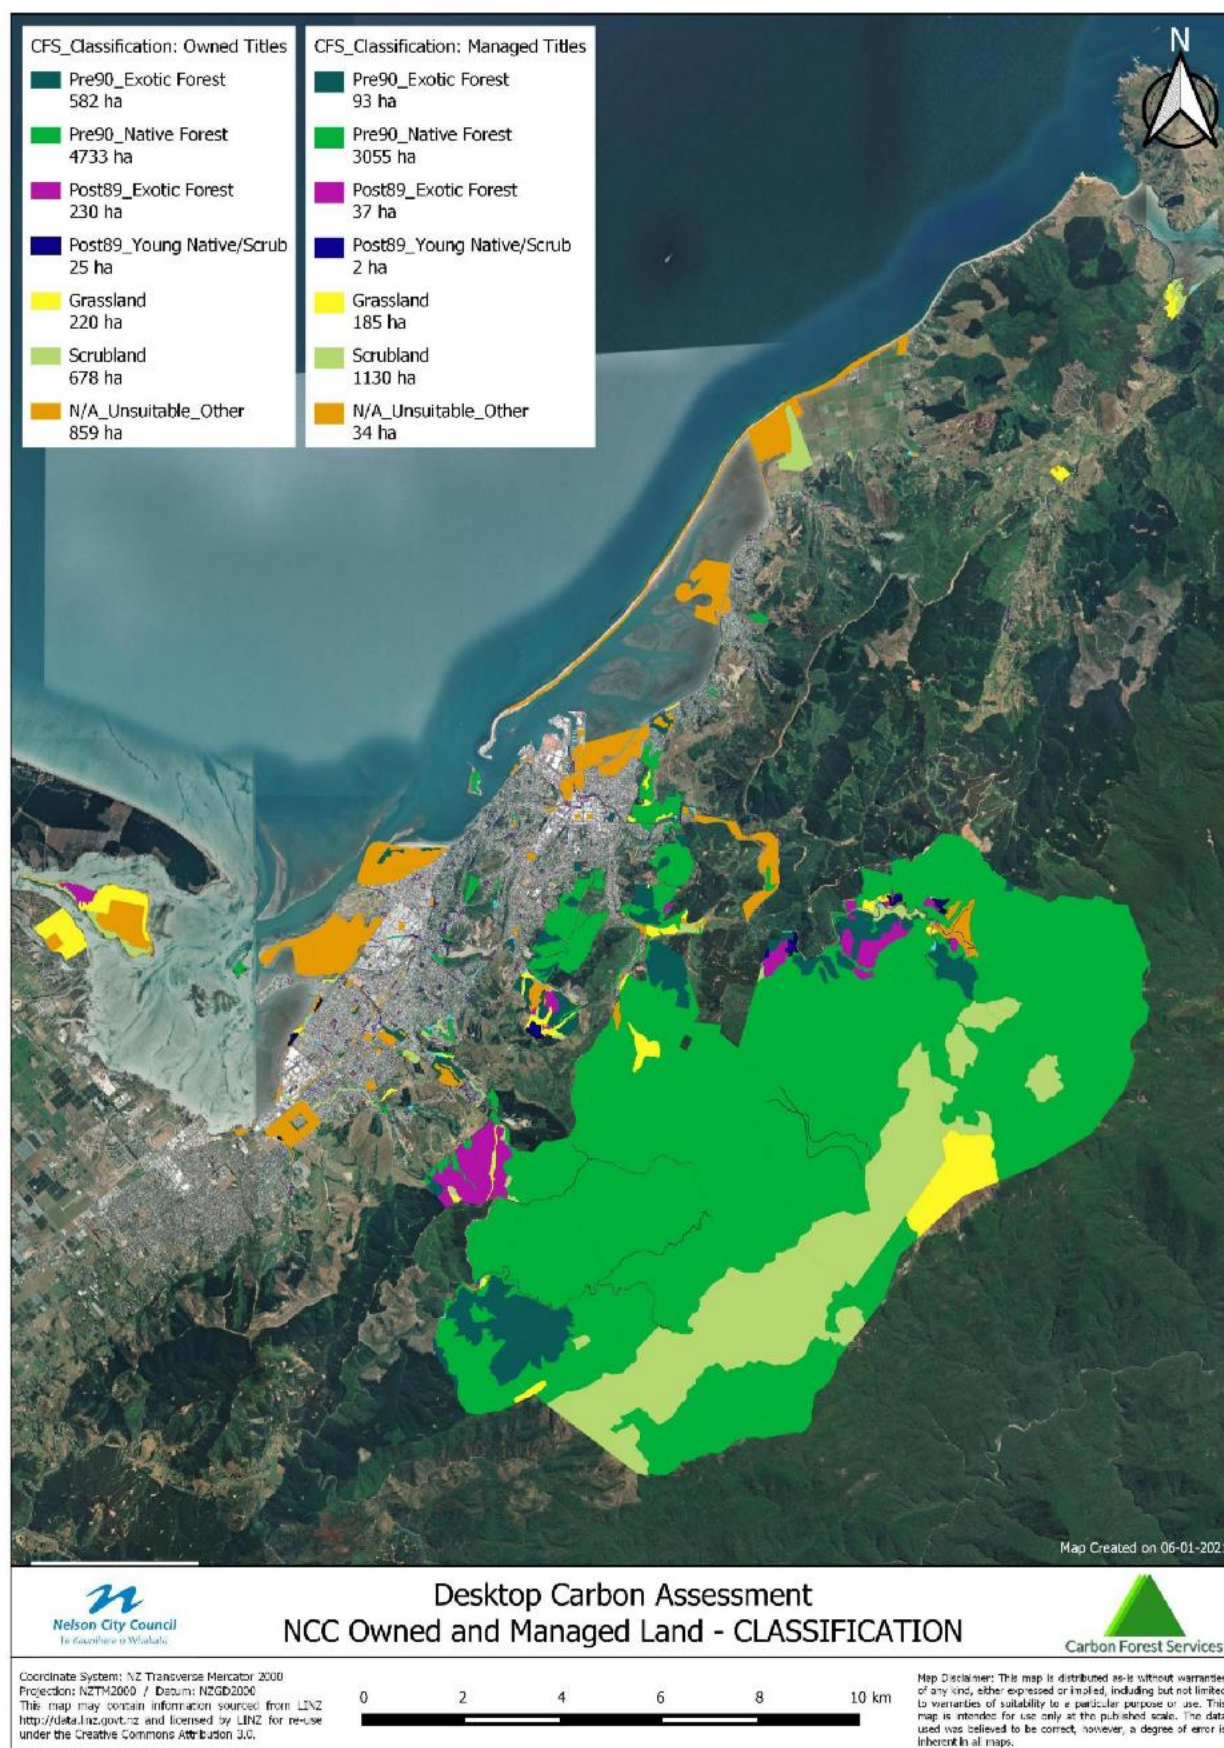 CFS_Classification: Owned Titles
Pre90_Exotic Forest
582 ha
Pre90_Native Forest
4733 ha
Post89_Exotic Forest
230 ha
Post89_Young Native/Scrub
25 ha
Grassland
220 ha
Scrubland
678 ha
N/A_Unsuitable_Other
859 ha
CFS_Classification: Managed Titles
Pre90_Exotic Forest
93 ha
Pre90_Native Forest
3055 ha
Post89_Exotic Forest
37 ha
Post89_Young Native/Scrub
2 ha
Grassland
185 ha
Scrubland
1130 ha
N/A_Unsuitable_Other
34 ha
N
Map Created on 06-01-2021
Nelson City Council
Te Kaunihera o Whakatū
Desktop Carbon Assessment
NCC Owned and Managed Land - CLASSIFICATION
Carbon Forest Services
Coordinate System: NZ Transverse Mercator 2000
Projection: NZTM2000 / Datum: NZGD2000
This map may contain information sourced from LINZ
http://data.linz.govt.nz and licensed by LINZ for re-use
under the Creative Commons Attribution 3.0.
0 2 4 6 8 10 km
Map Disclaimer: This map is distributed as-is without warranties
of any kind, either expressed or implied, including but not limited
to warranties of suitability to a particular purpose or use. This
map is intended for use only at the published scale. The data
used was believed to be correct, however, a degree of error is
inherent in all maps.